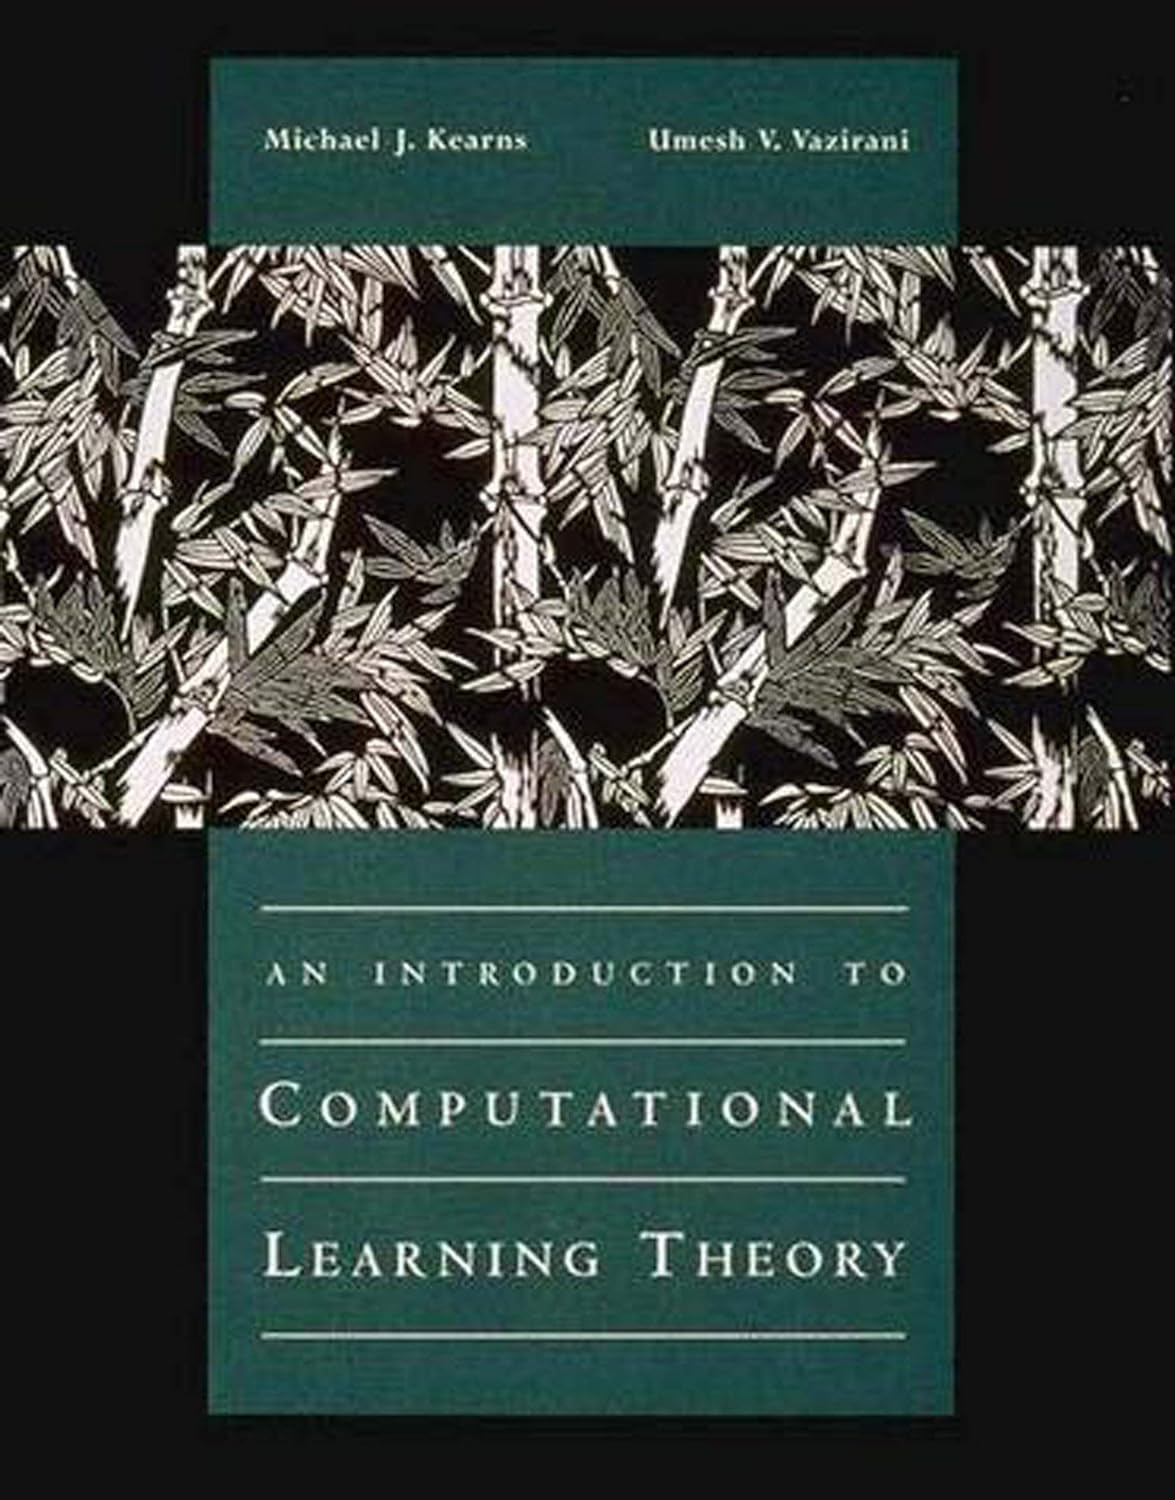 Michael J. Kearns Umesh V. Vazirani
AN INTRODUCTION TO
COMPUTATIONAL
LEARNING THEORY